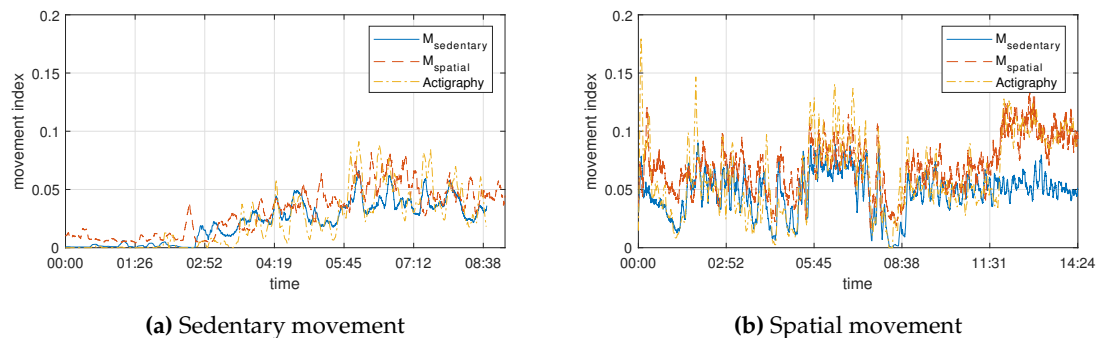 0.2
0.15
0.1
0.05
0
movement index
00:00 01:26 02:52 04:19 05:45 07:12 08:38
time
M_sedentary
M_spatial
Actigraphy
(a) Sedentary movement
0.2
0.15
0.1
0.05
0
movement index
00:00 02:52 05:45 08:38 11:31 14:24
time
M_sedentary
M_spatial
Actigraphy
(b) Spatial movement